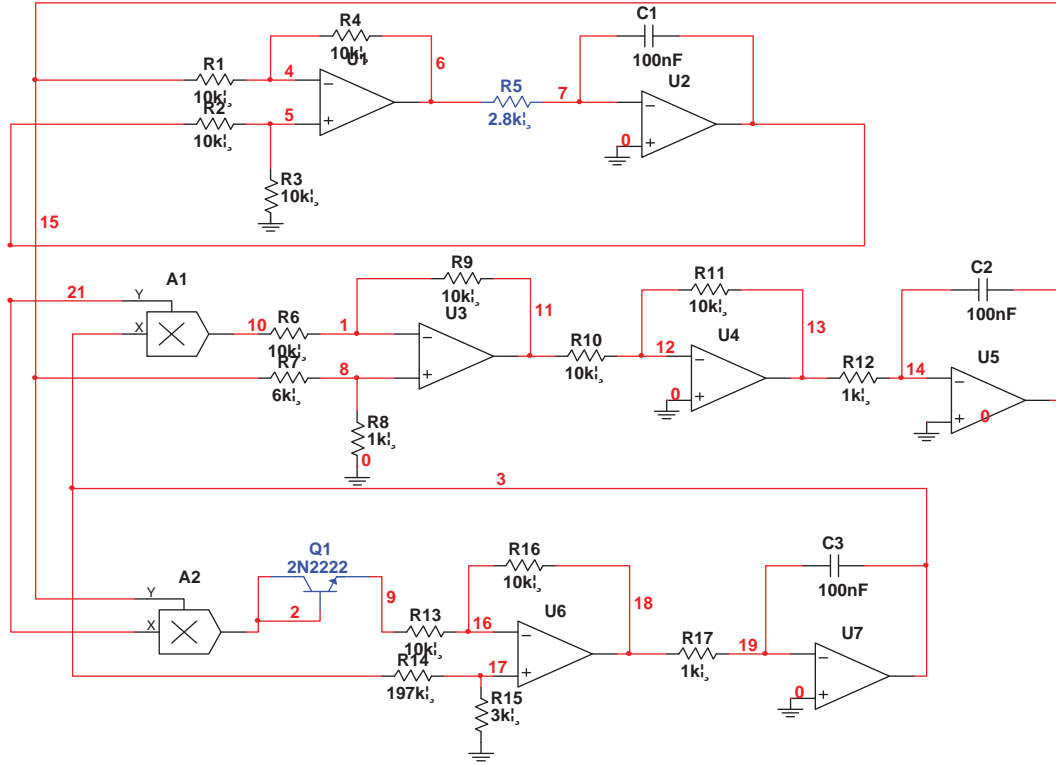 R4
10k¦¸
U1
6
C1
100nF
R1
10k¦¸
4
R2
10k¦¸
5
−
+
R5
2.8k¦¸
7
U2
0
−
+
R3
10k¦¸
15
A1
21
Y
X
10
R6
10k¦¸
1
R9
10k¦¸
U3
11
R7
6k¦¸
8
−
+
R8
1k¦¸
0
R10
10k¦¸
12
R11
10k¦¸
U4
13
0
−
+
R12
1k¦¸
14
C2
100nF
U5
−
+
0
3
A2
Y
X
2
Q1
2N2222
9
R13
10k¦¸
16
R16
10k¦¸
U6
18
R14
197k¦¸
17
−
+
R15
3k¦¸
R17
1k¦¸
19
C3
100nF
U7
0
−
+